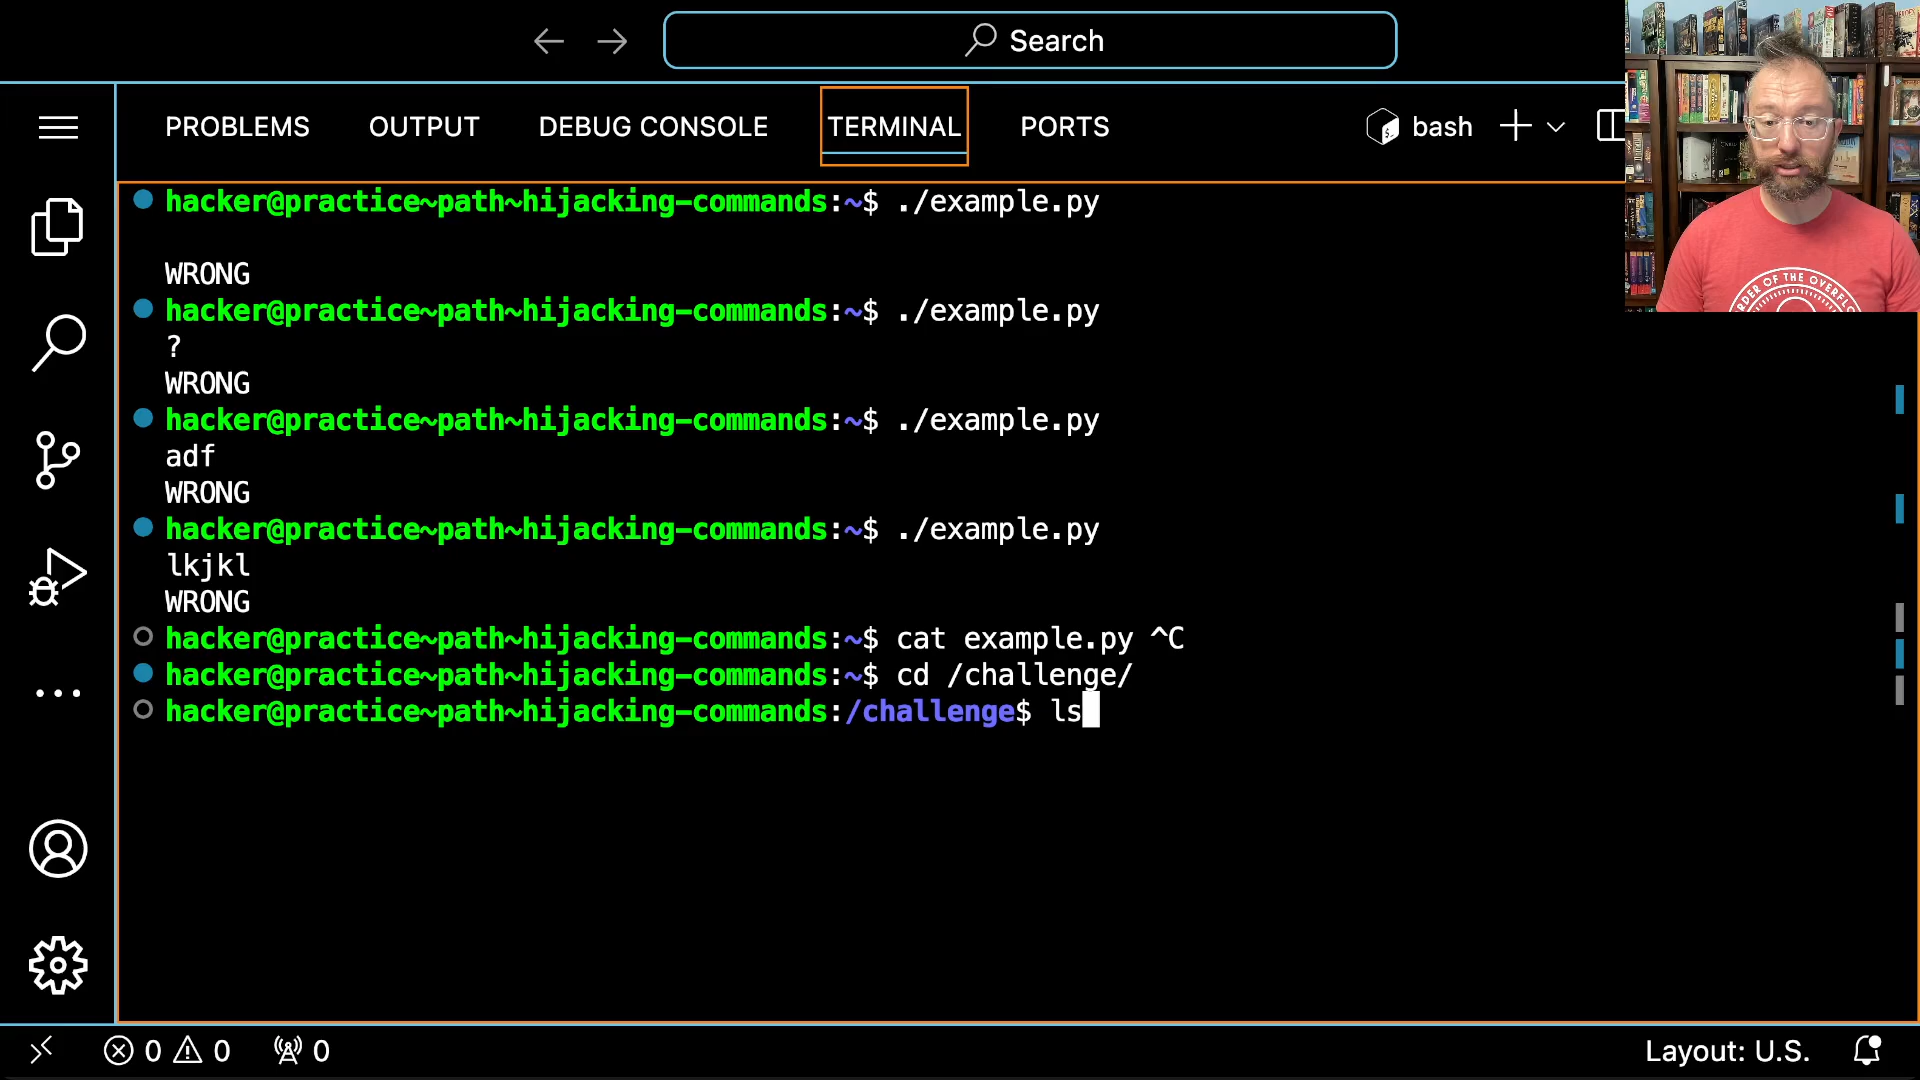 Search
PROBLEMS OUTPUT DEBUG CONSOLE TERMINAL PORTS bash
hacker@practice~path~hijacking-commands:~$ ./example.py
WRONG
hacker@practice~path~hijacking-commands:~$ ./example.py
?
WRONG
hacker@practice~path~hijacking-commands:~$ ./example.py
adf
WRONG
hacker@practice~path~hijacking-commands:~$ ./example.py
lkjkl
WRONG
hacker@practice~path~hijacking-commands:~$ cat example.py ^C
hacker@practice~path~hijacking-commands:~$ cd /challenge/
hacker@practice~path~hijacking-commands:/challenge$ ls
0 0 0 Layout: U.S.
OF THE OVERFL